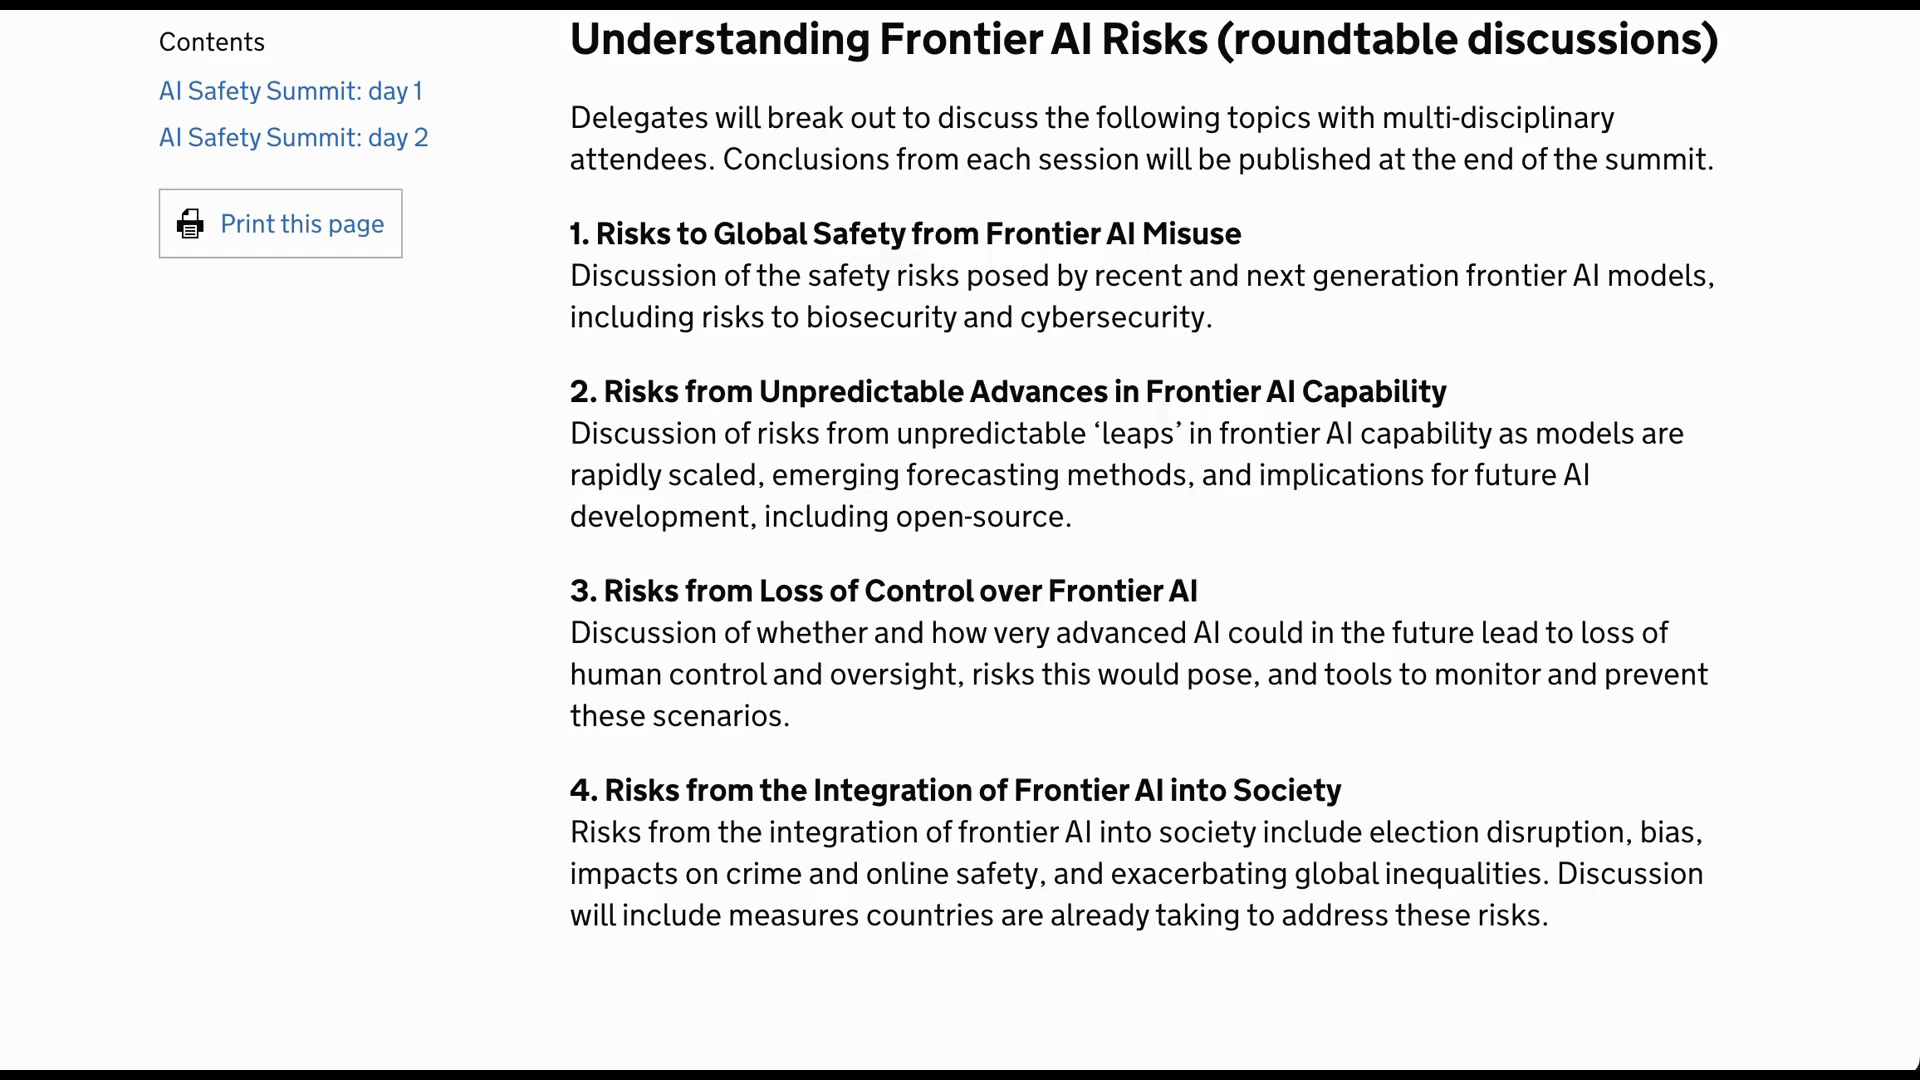 Contents
AI Safety Summit: day 1
AI Safety Summit: day 2
Print this page
Understanding Frontier AI Risks (roundtable discussions)
Delegates will break out to discuss the following topics with multi-disciplinary
attendees. Conclusions from each session will be published at the end of the summit.
1. Risks to Global Safety from Frontier AI Misuse
Discussion of the safety risks posed by recent and next generation frontier AI models,
including risks to biosecurity and cybersecurity.
2. Risks from Unpredictable Advances in Frontier AI Capability
Discussion of risks from unpredictable ‘leaps’ in frontier AI capability as models are
rapidly scaled, emerging forecasting methods, and implications for future AI
development, including open-source.
3. Risks from Loss of Control over Frontier AI
Discussion of whether and how very advanced AI could in the future lead to loss of
human control and oversight, risks this would pose, and tools to monitor and prevent
these scenarios.
4. Risks from the Integration of Frontier AI into Society
Risks from the integration of frontier AI into society include election disruption, bias,
impacts on crime and online safety, and exacerbating global inequalities. Discussion
will include measures countries are already taking to address these risks.